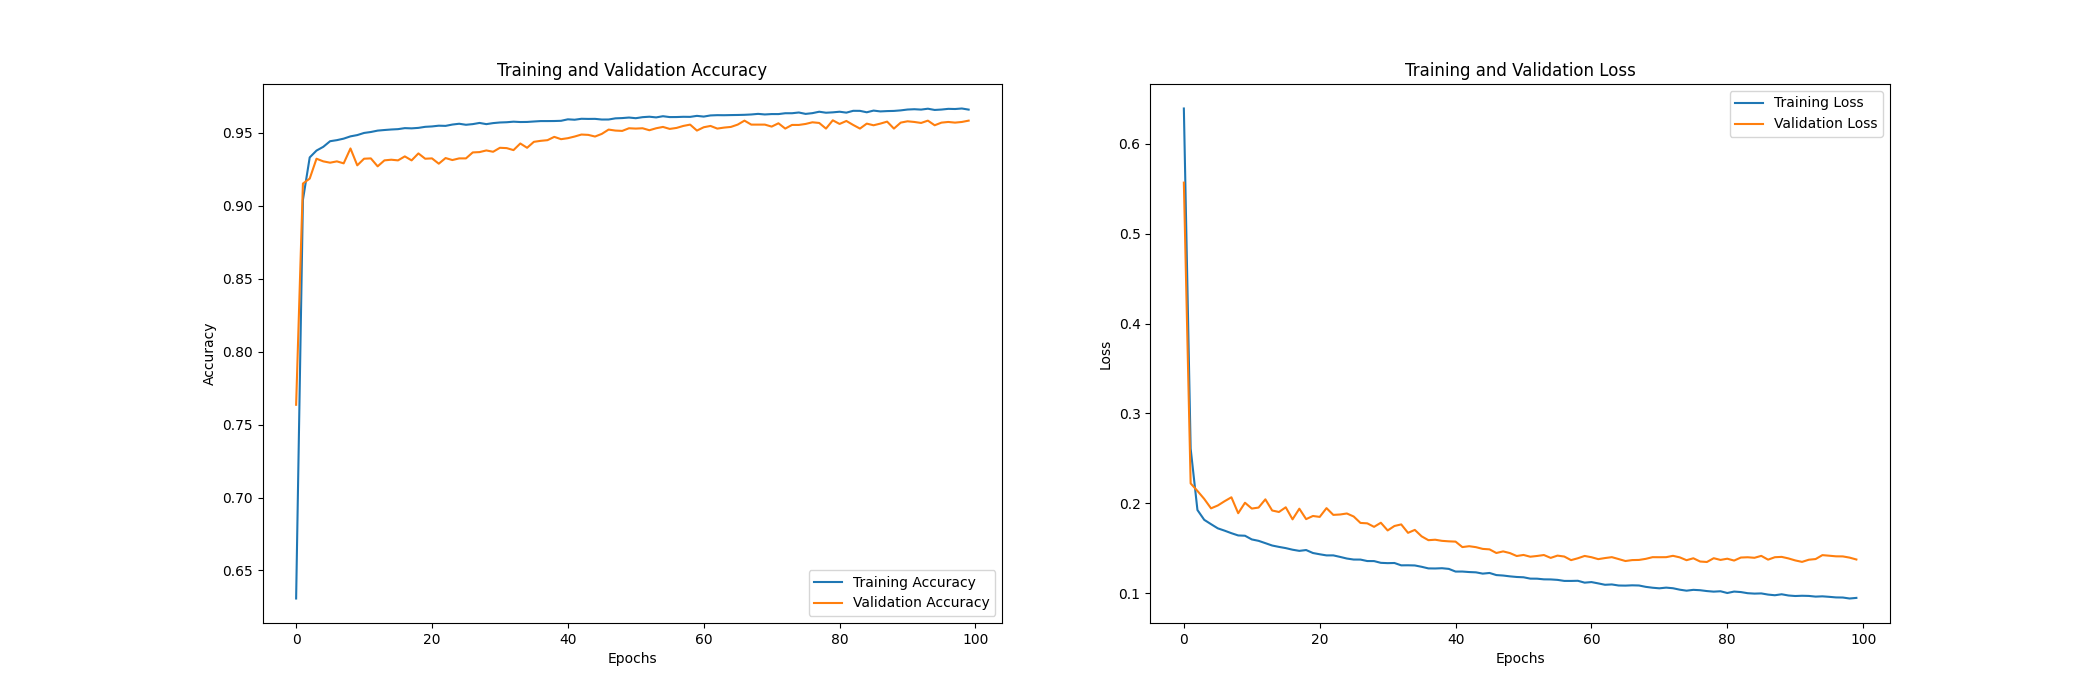 Training and Validation Accuracy
Accuracy
0.95
0.90
0.85
0.80
0.75
0.70
0.65
Training Accuracy
Validation Accuracy
0 20 40 60 80 100
Epochs
Training and Validation Loss
Loss
0.6
0.5
0.4
0.3
0.2
0.1
Training Loss
Validation Loss
0 20 40 60 80 100
Epochs